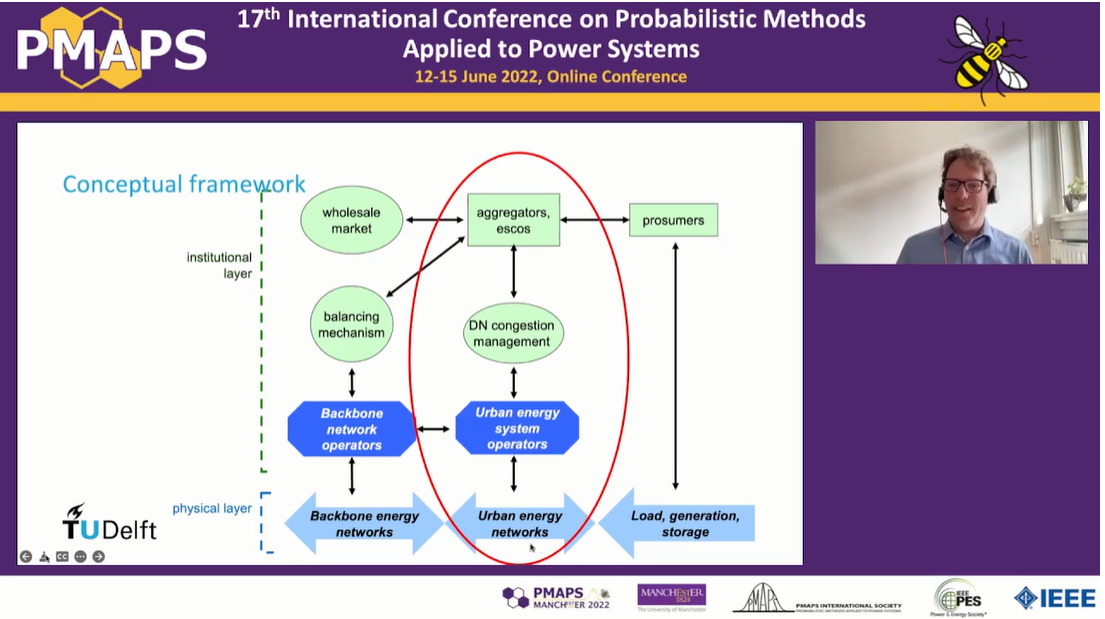 17th International Conference on Probabilistic Methods
Applied to Power Systems
12-15 June 2022, Online Conference
PMAPS
Conceptual framework
institutional
layer
wholesale
market
aggregators,
escos
prosumers
balancing
mechanism
DN congestion
management
Backbone
network
operators
Urban energy
system
operators
physical layer
Backbone energy
networks
Urban energy
networks
Load, generation,
storage
TUDelft
CC
PMAPS
MANCHESTER 2022
MANCHESTER
1824
The University of Manchester
PMAPS
PMAPS INTERNATIONAL SOCIETY
PROBABILISTIC METHODS APPLIED TO POWER SYSTEMS
IEEE
PES
Power & Energy Society®
IEEE